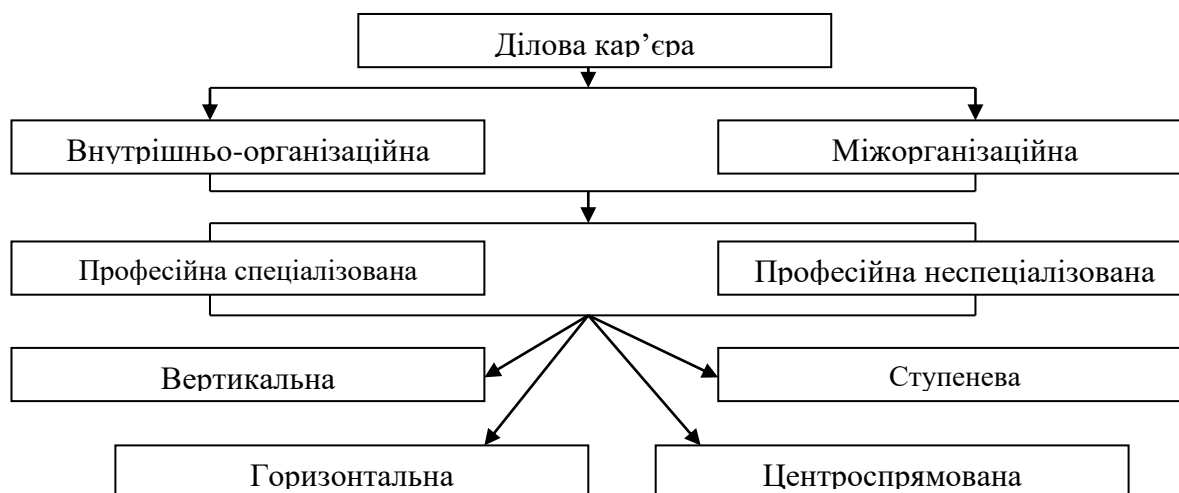 Ділова кар’єра
Внутрішньо-організаційна
Міжорганізаційна
Професійна спеціалізована
Професійна неспеціалізована
Вертикальна
Ступенева
Горизонтальна
Центроспрямована